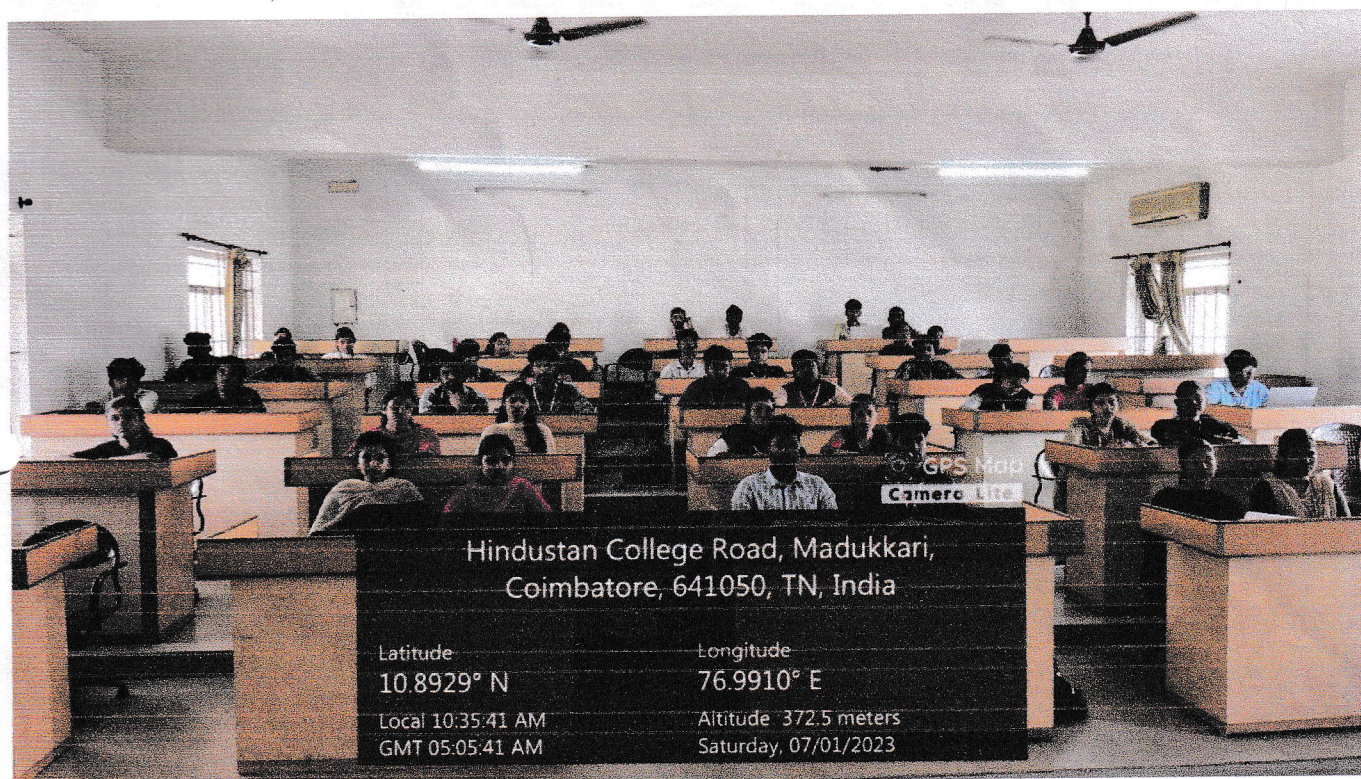 GPS Map
Camera Lite
Hindustan College Road, Madukkari,
Coimbatore, 641050, TN, India
Latitude
10.8929° N
Longitude
76.9910° E
Local 10:35:41 AM
GMT 05:05:41 AM
Altitude 372.5 meters
Saturday, 07/01/2023